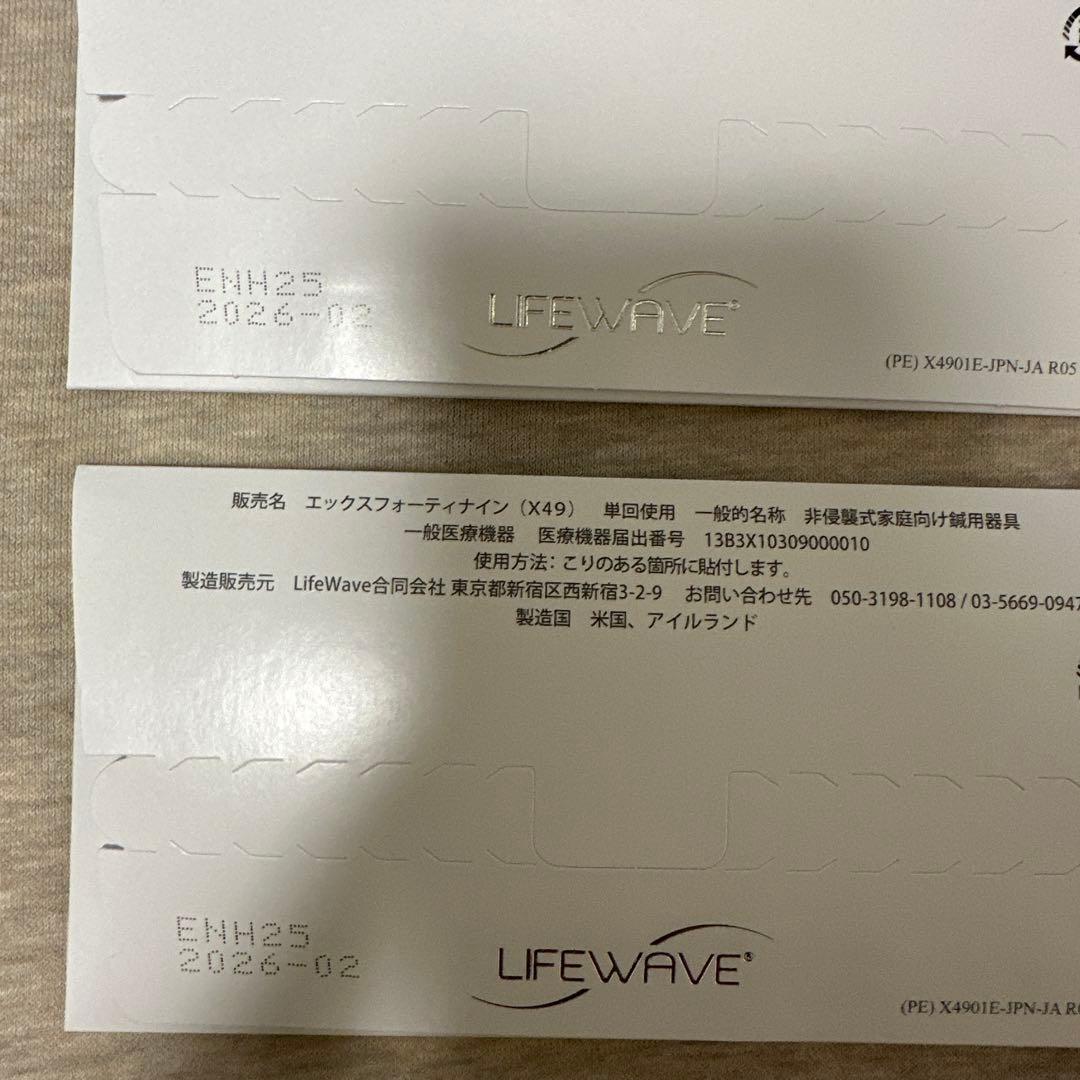 ENH25
2026-02
LIFEWAVE®
(PE) X4901E-JPN-JA R05
販売名 エックスフォーティナイン（X49） 単回使用 一般的名称 非侵襲式家庭向け鍼用器具
一般医療機器 医療機器届出番号 13B3X10309000010
使用方法：こりのある箇所に貼付します。
製造販売元 LifeWave合同会社 東京都新宿区西新宿3-2-9 お問い合わせ先 050-3198-1108 / 03-5669-0947
製造国 米国、アイルランド
ENH25
2026-02
LIFEWAVE®
(PE) X4901E-JPN-JA